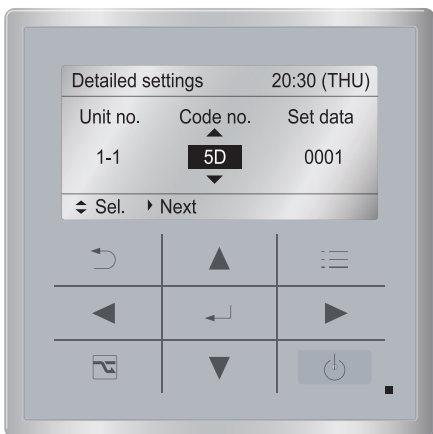 Detailed settings 20:30 (THU)
Unit no. Code no. Set data
1-1 5D 0001
Sel. Next